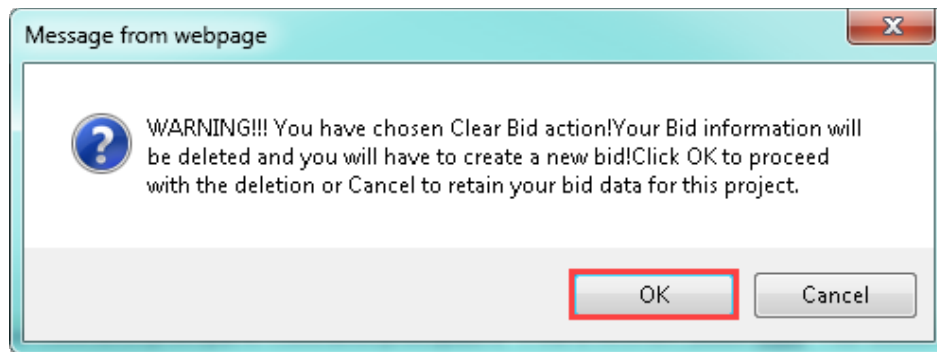 Message from webpage
WARNING!!! You have chosen Clear Bid action!Your Bid information will
be deleted and you will have to create a new bid!Click OK to proceed
with the deletion or Cancel to retain your bid data for this project.
OK
Cancel